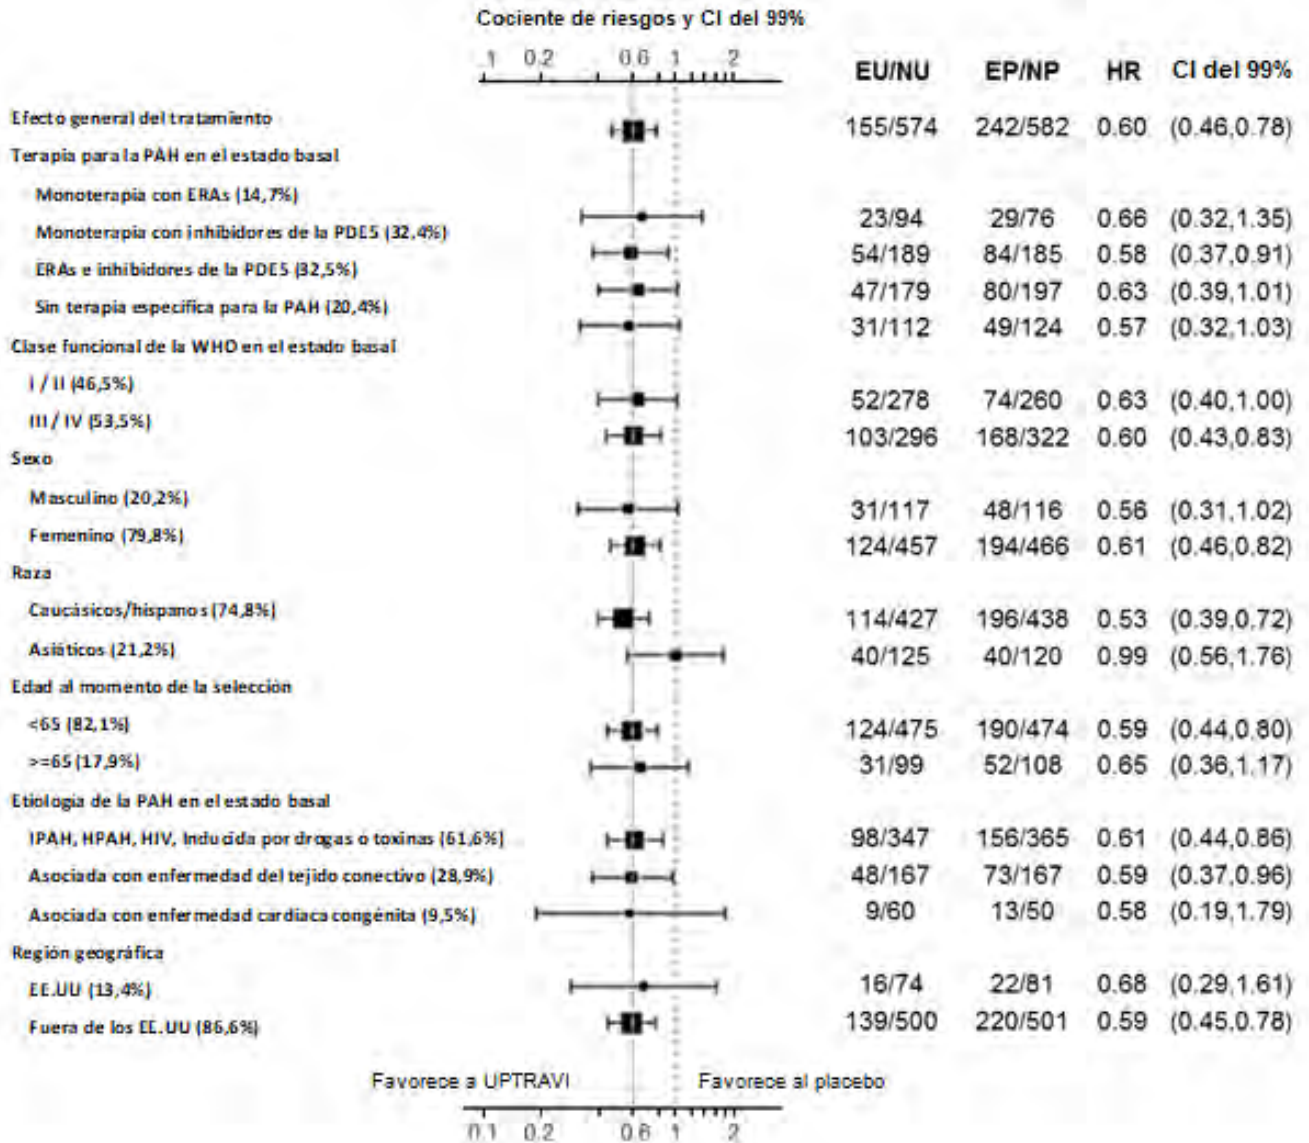 Cociente de riesgos y CI del 99%
.1 0.2 0.6 1 2
EU/NU EP/NP HR CI del 99%
Efecto general del tratamiento 155/574 242/582 0.60 (0.46,0.78)
Terapia para la PAH en el estado basal
Monoterapia con ERAs (14,7%) 23/94 29/76 0.66 (0.32,1.35)
Monoterapia con inhibidores de la PDE5 (32,4%) 54/189 84/185 0.58 (0.37,0.91)
ERAs e inhibidores de la PDE5 (32,5%) 47/179 80/197 0.63 (0.39,1.01)
Sin terapia específica para la PAH (20,4%) 31/112 49/124 0.57 (0.32,1.03)
Clase funcional de la WHO en el estado basal
I / II (46,5%) 52/278 74/260 0.63 (0.40,1.00)
III / IV (53,5%) 103/296 168/322 0.60 (0.43,0.83)
Sexo
Masculino (20,2%) 31/117 48/116 0.56 (0.31,1.02)
Femenino (79,8%) 124/457 194/466 0.61 (0.46,0.82)
Raza
Caucásicos/hispanos (74,8%) 114/427 196/438 0.53 (0.39,0.72)
Asiáticos (21,2%) 40/125 40/120 0.99 (0.56,1.76)
Edad al momento de la selección
<65 (82,1%) 124/475 190/474 0.59 (0.44,0.80)
>=65 (17,9%) 31/99 52/108 0.65 (0.36,1.17)
Etiología de la PAH en el estado basal
IPAH, HPAH, HIV, Inducida por drogas o toxinas (61,6%) 98/347 156/365 0.61 (0.44,0.86)
Asociada con enfermedad del tejido conectivo (28,9%) 48/167 73/167 0.59 (0.37,0.96)
Asociada con enfermedad cardíaca congénita (9,5%) 9/60 13/50 0.58 (0.19,1.79)
Región geográfica
EE.UU (13,4%) 16/74 22/81 0.68 (0.29,1.61)
Fuera de los EE.UU (86,6%) 139/500 220/501 0.59 (0.45,0.78)
Favorece a UPTRAVI Favorece al placebo
0.1 0.2 0.6 1 2